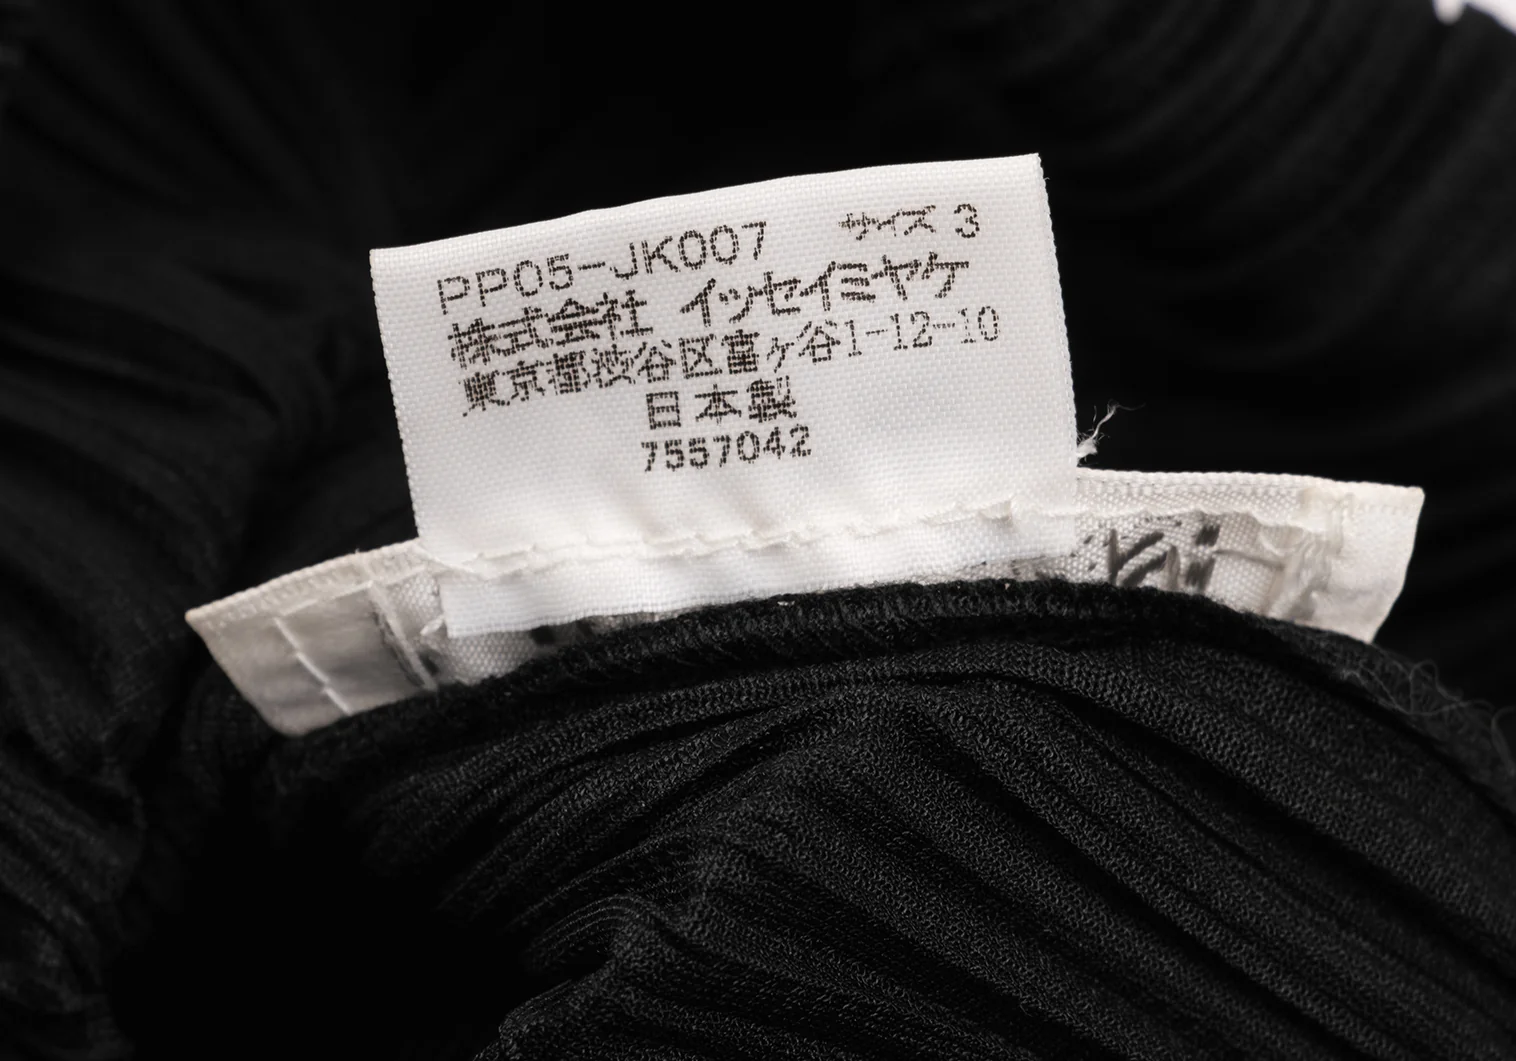 PP05-JK007 サイズ 3
株式会社 イッセイミヤケ
東京都渋谷区富ヶ谷1-12-10
日本製
7557042